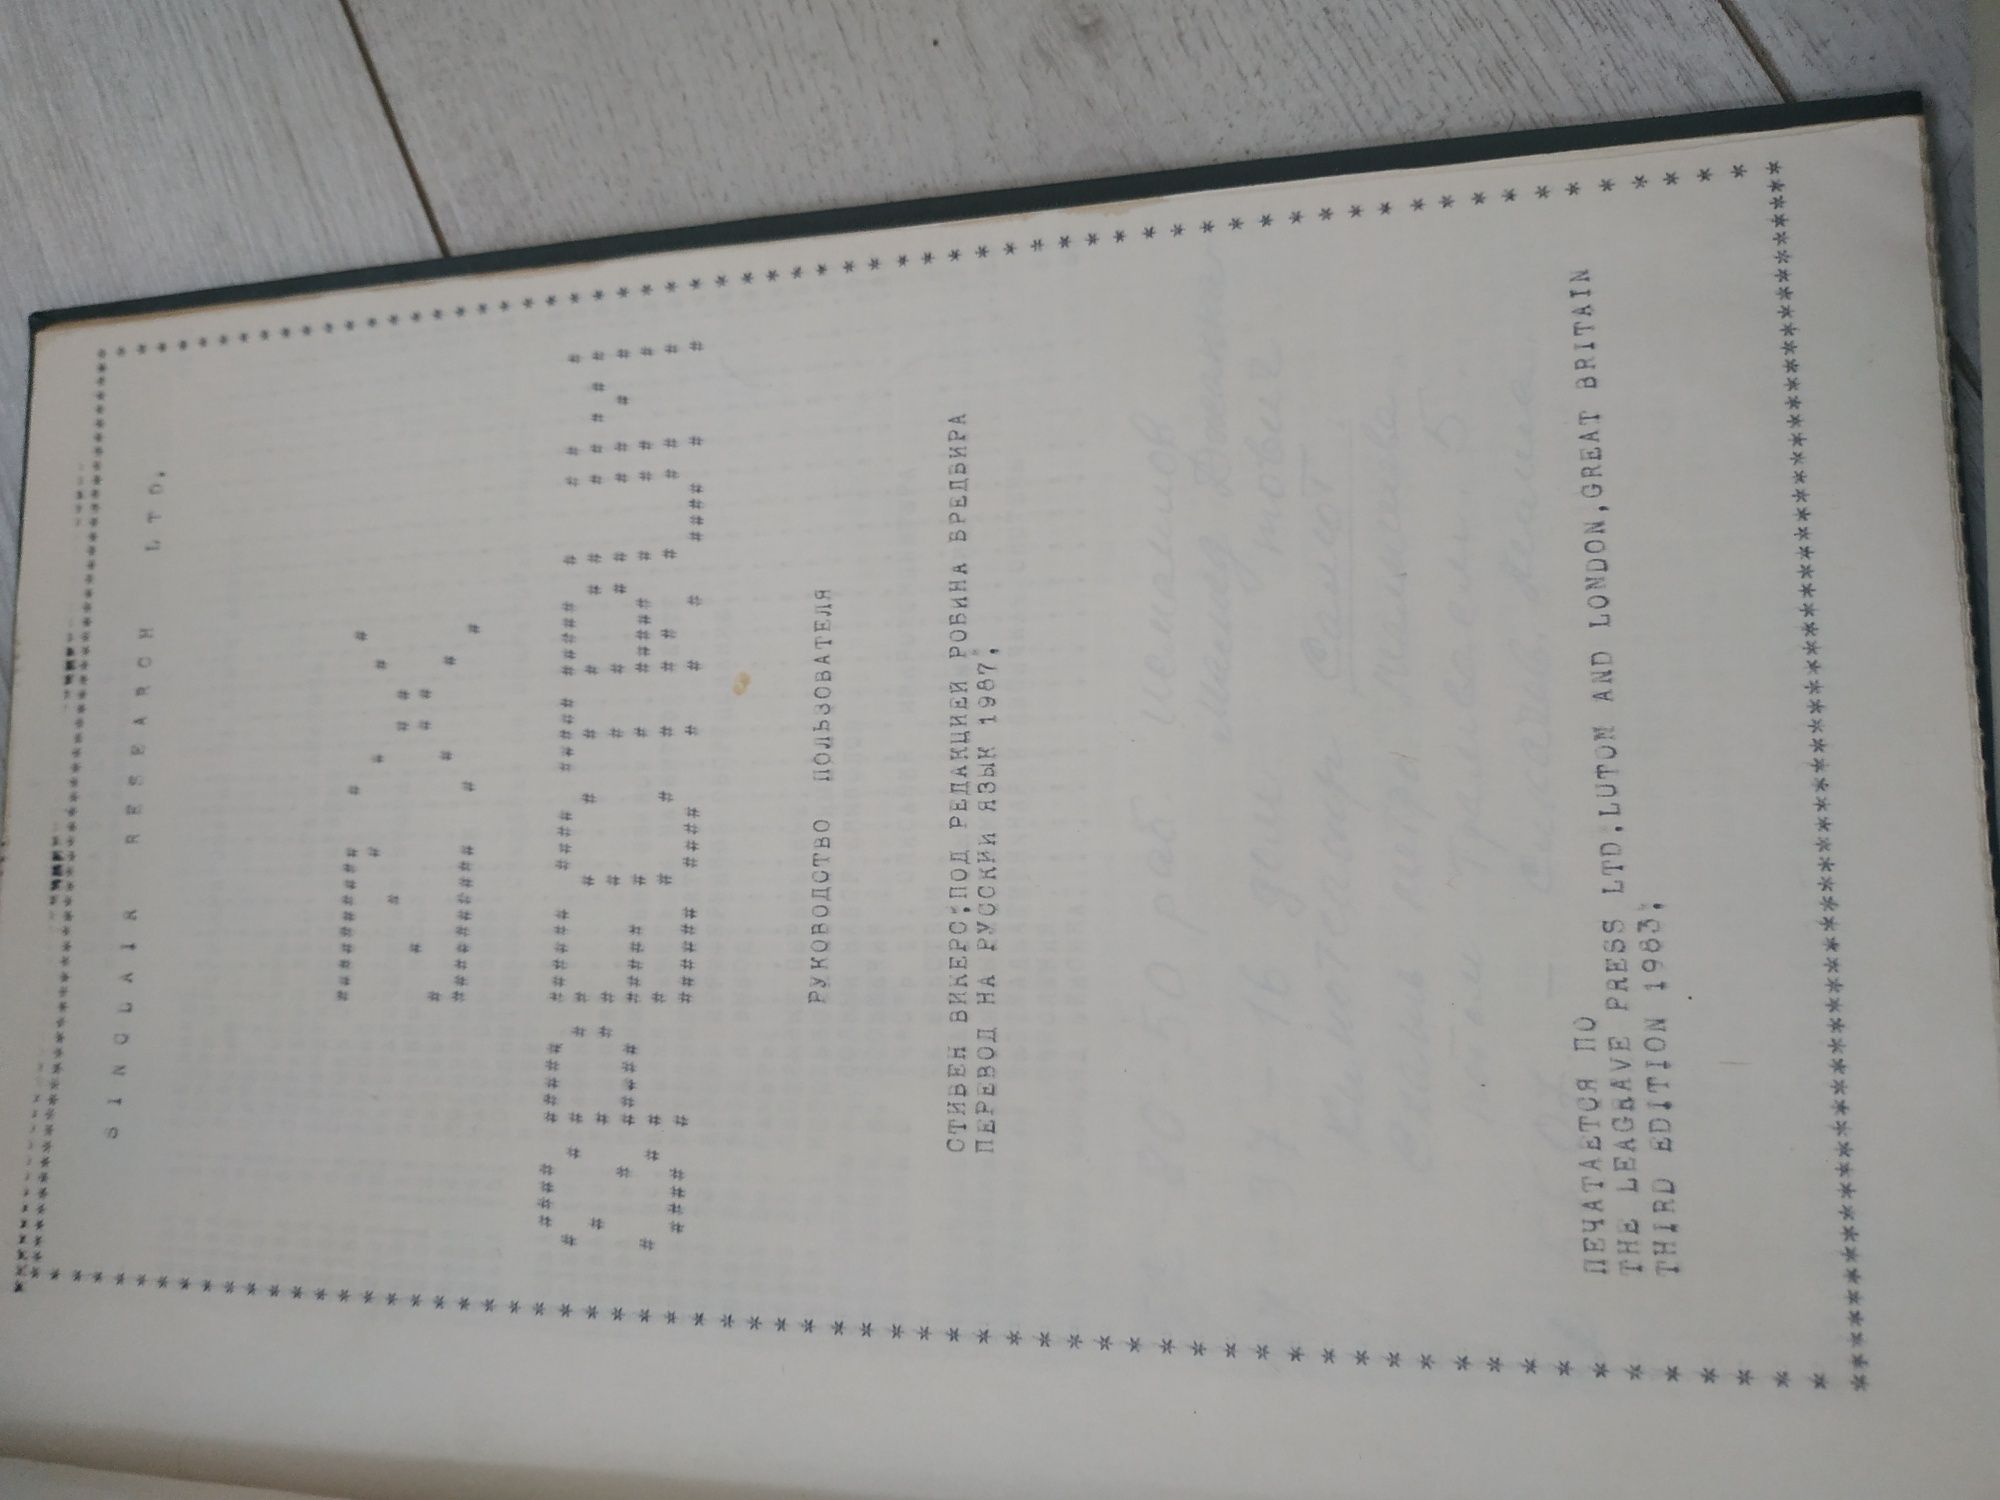 SINCLAIR RESEARCH LTD.
ZX
SPECTRUM
РУКОВОДСТВО ПОЛЬЗОВАТЕЛЯ
СТИВЕН ВИКЕРС;ПОД РЕДАКЦИЕЙ РОБИНА БРЕДБИРА
ПЕРЕВОД НА РУССКИЙ ЯЗЫК 1987;
ПЕЧАТАЕТСЯ ПО
THE LEAGRAVE PRESS LTD.LUTON AND LONDON,GREAT BRITAIN
THIRD EDITION 1983;